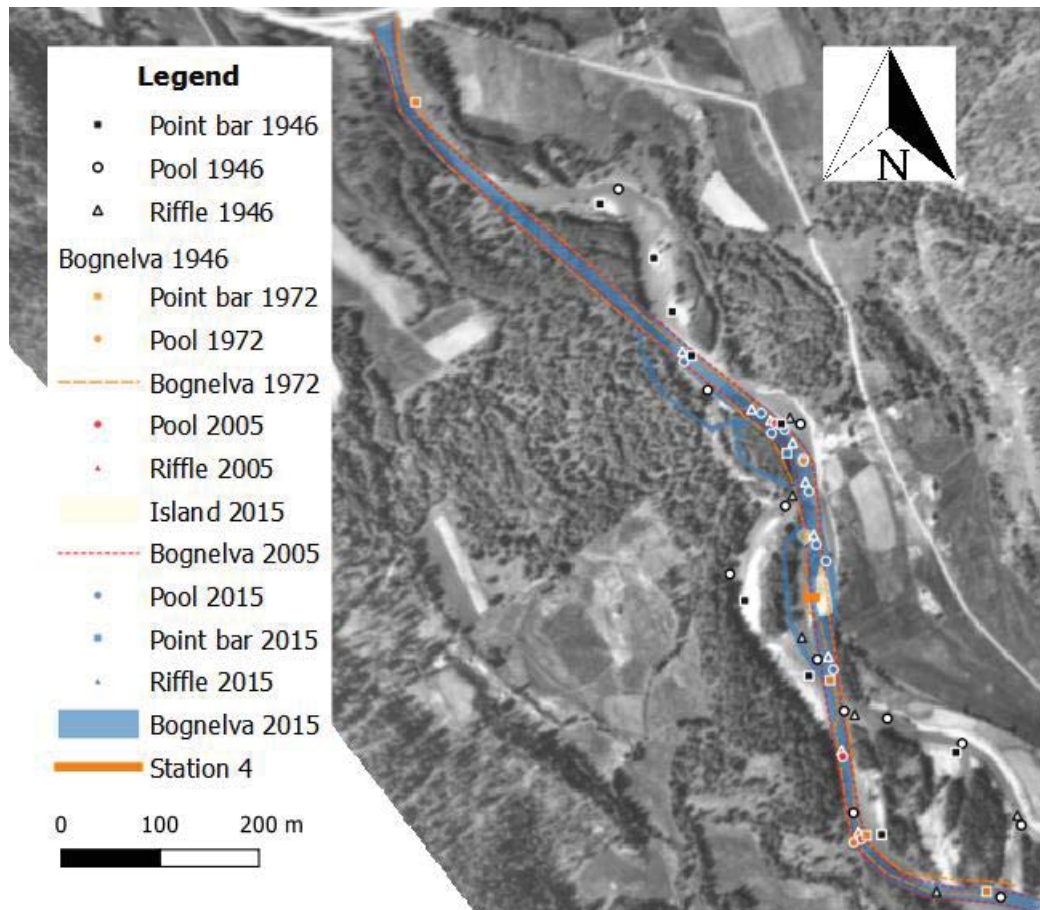 Legend
Point bar 1946
Pool 1946
Riffle 1946
Bognelva 1946
Point bar 1972
Pool 1972
Bognelva 1972
Pool 2005
Riffle 2005
Island 2015
Bognelva 2005
Pool 2015
Point bar 2015
Riffle 2015
Bognelva 2015
Station 4
0 100 200 m
N